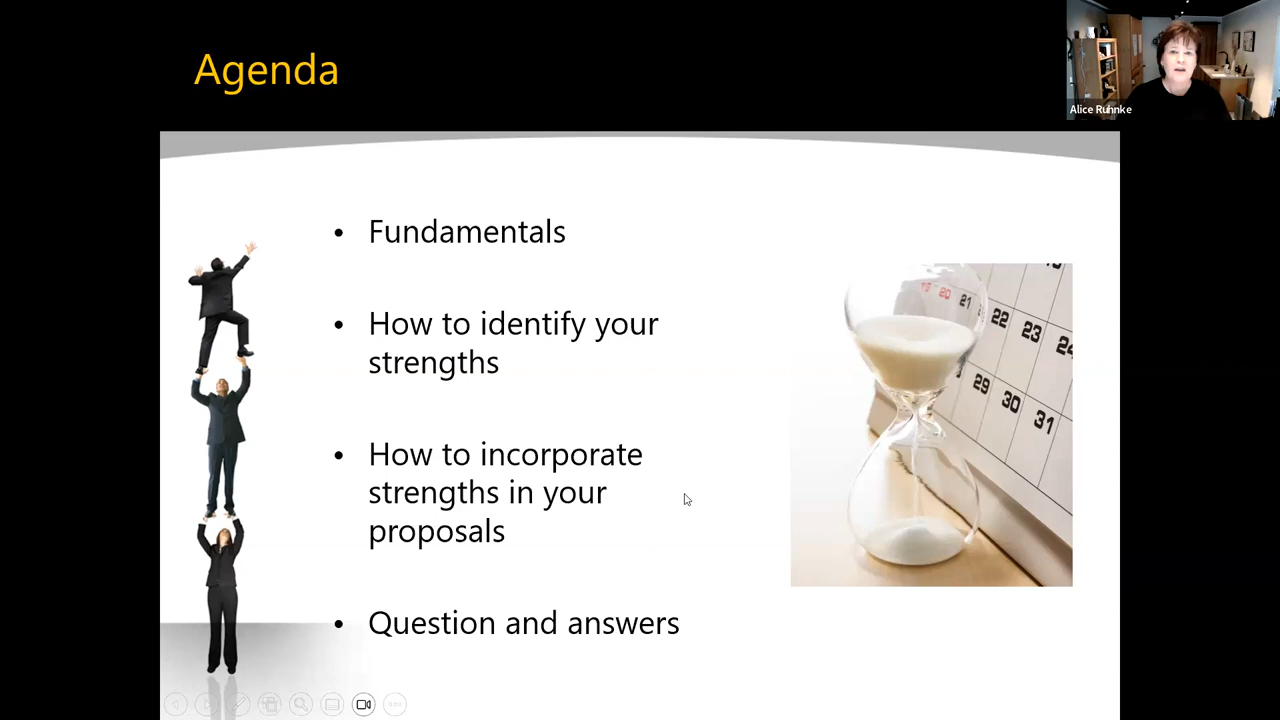 Agenda
Alice Ruhnke
• Fundamentals
• How to identify your
strengths
• How to incorporate
strengths in your
proposals
• Question and answers
20
21
22
23
24
29
30
31